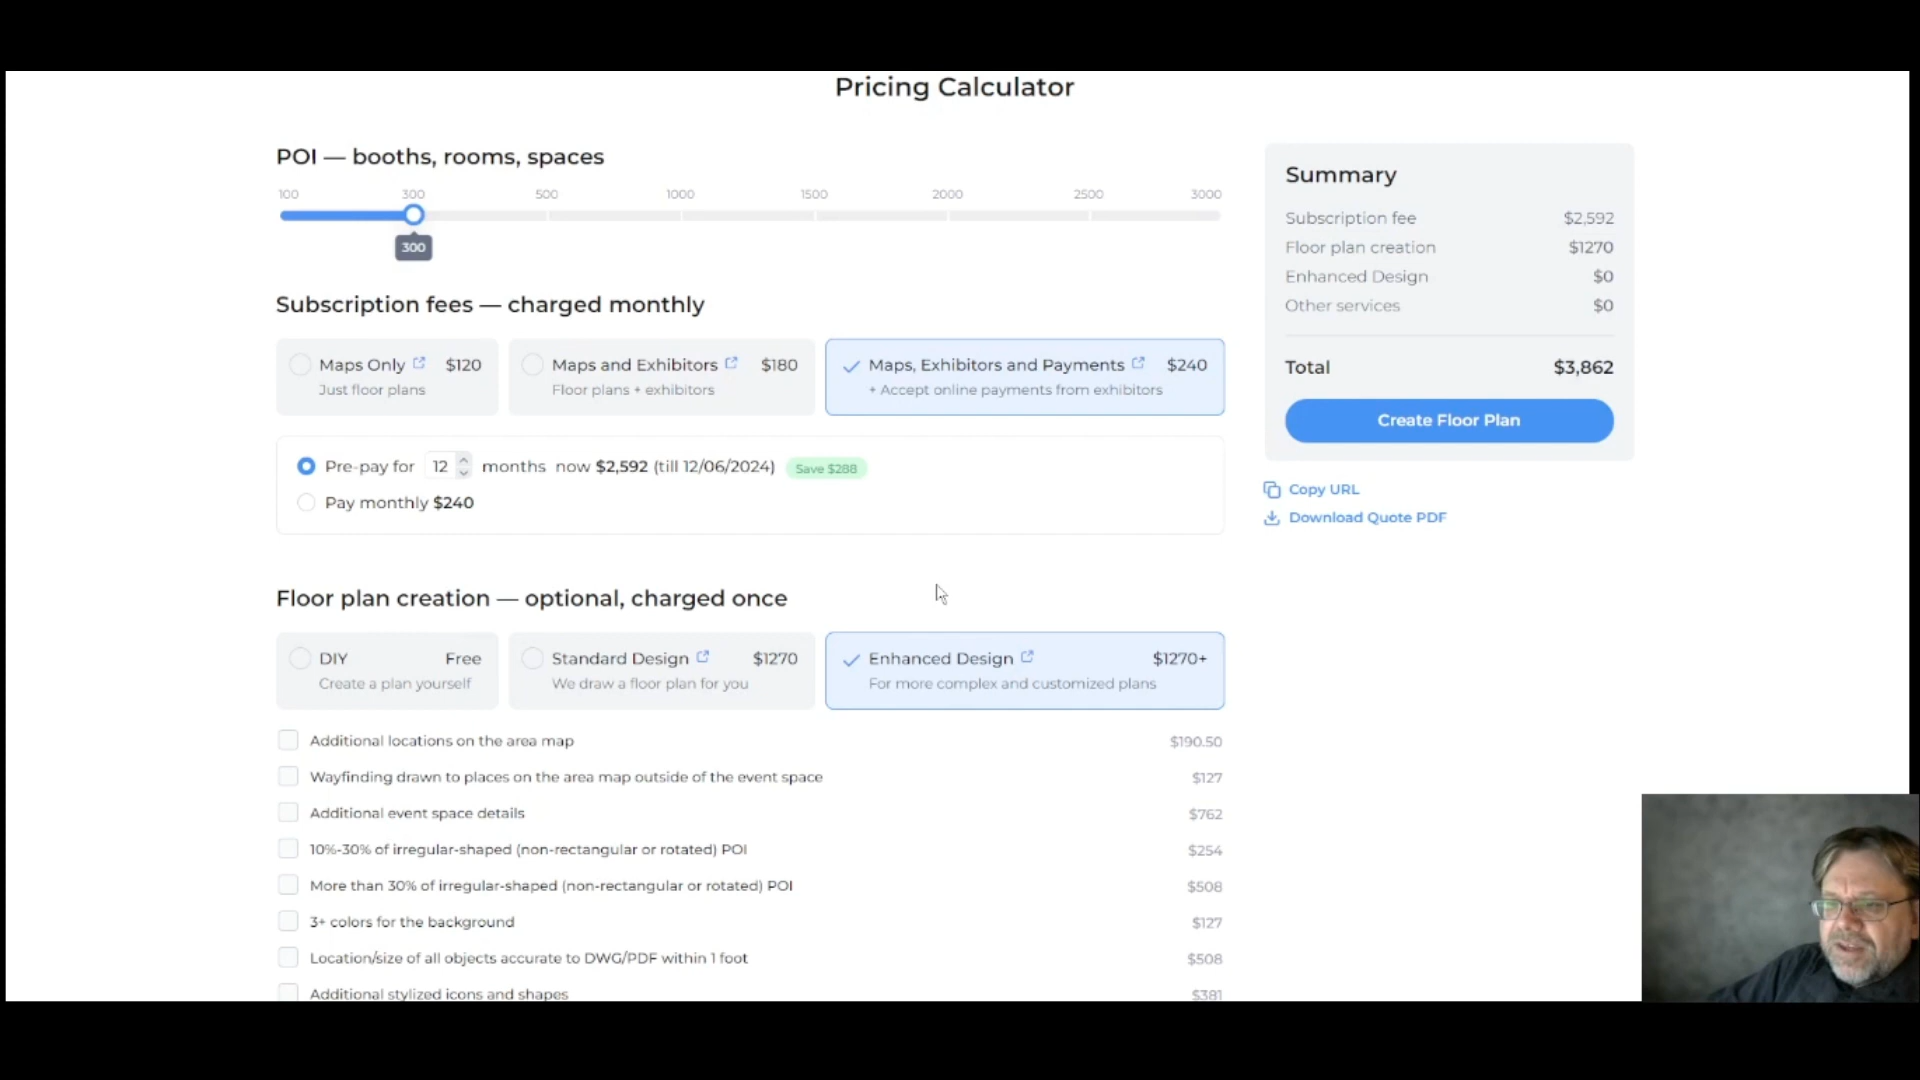 Pricing Calculator
POI — booths, rooms, spaces
100 300 500 1000 1500 2000 2500 3000
300
Subscription fees — charged monthly
Maps Only $120
Just floor plans
Maps and Exhibitors $180
Floor plans + exhibitors
Maps, Exhibitors and Payments $240
+ Accept online payments from exhibitors
Pre-pay for 12 months now $2,592 (till 12/06/2024) Save $288
Pay monthly $240
Floor plan creation — optional, charged once
DIY Free
Create a plan yourself
Standard Design $1270
We draw a floor plan for you
Enhanced Design $1270+
For more complex and customized plans
Additional locations on the area map $190.50
Wayfinding drawn to places on the area map outside of the event space $127
Additional event space details $762
10%-30% of irregular-shaped (non-rectangular or rotated) POI $254
More than 30% of irregular-shaped (non-rectangular or rotated) POI $508
3+ colors for the background $127
Location/size of all objects accurate to DWG/PDF within 1 foot $508
Additional stylized icons and shapes $381
Summary
Subscription fee $2,592
Floor plan creation $1270
Enhanced Design $0
Other services $0
Total $3,862
Create Floor Plan
Copy URL
Download Quote PDF